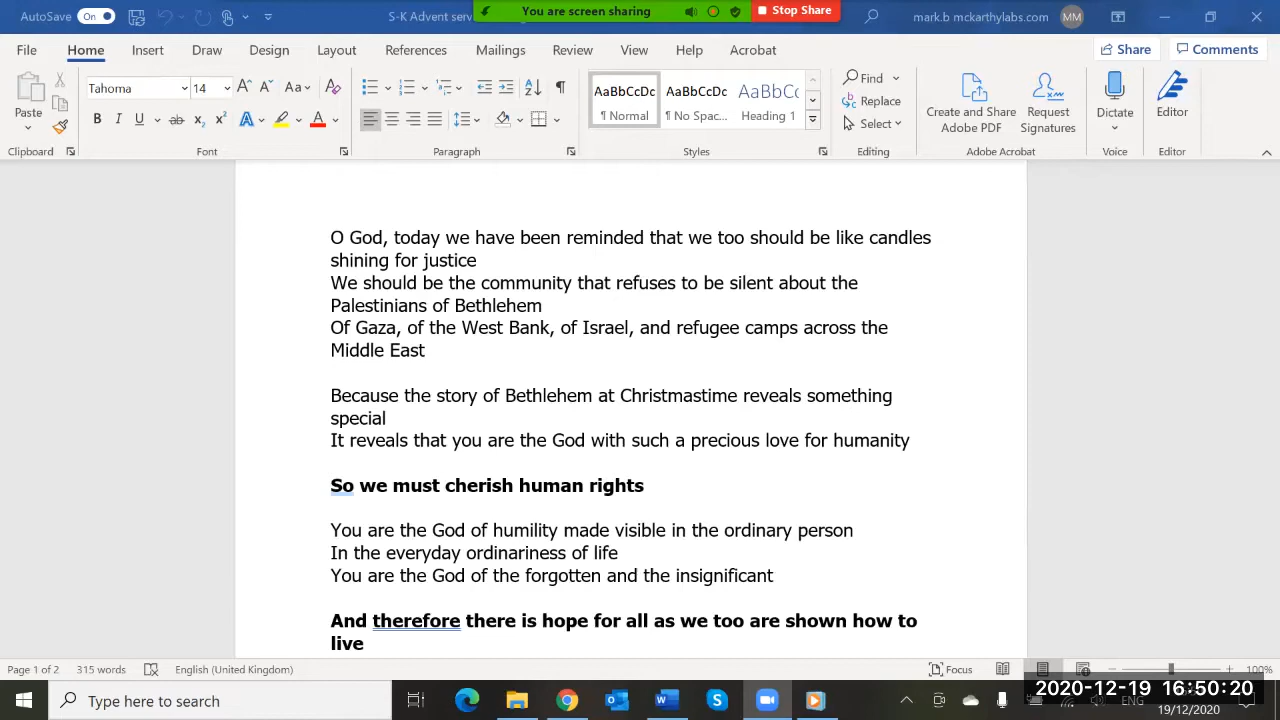 AutoSave On
S-K Advent serv
You are screen sharing
Stop Share
mark.b mckarthylabs.com MM
File Home Insert Draw Design Layout References Mailings Review View Help Acrobat Share Comments
Paste
Tahoma 14
Aa
B I U ab x₂ x² A A
AaBbCcDc AaBbCcDc AaBbCc
¶ Normal ¶ No Spac... Heading 1
Find
Replace
Select
Create and Share Adobe PDF
Request Signatures
Dictate
Editor
Clipboard Font Paragraph Styles Editing Adobe Acrobat Voice Editor
O God, today we have been reminded that we too should be like candles
shining for justice
We should be the community that refuses to be silent about the
Palestinians of Bethlehem
Of Gaza, of the West Bank, of Israel, and refugee camps across the
Middle East
Because the story of Bethlehem at Christmastime reveals something
special
It reveals that you are the God with such a precious love for humanity
So we must cherish human rights
You are the God of humility made visible in the ordinary person
In the everyday ordinariness of life
You are the God of the forgotten and the insignificant
And therefore there is hope for all as we too are shown how to
live
Page 1 of 2 315 words English (United Kingdom) Focus 100%
Type here to search
ENG
2020-12-19 16:50:20
19/12/2020